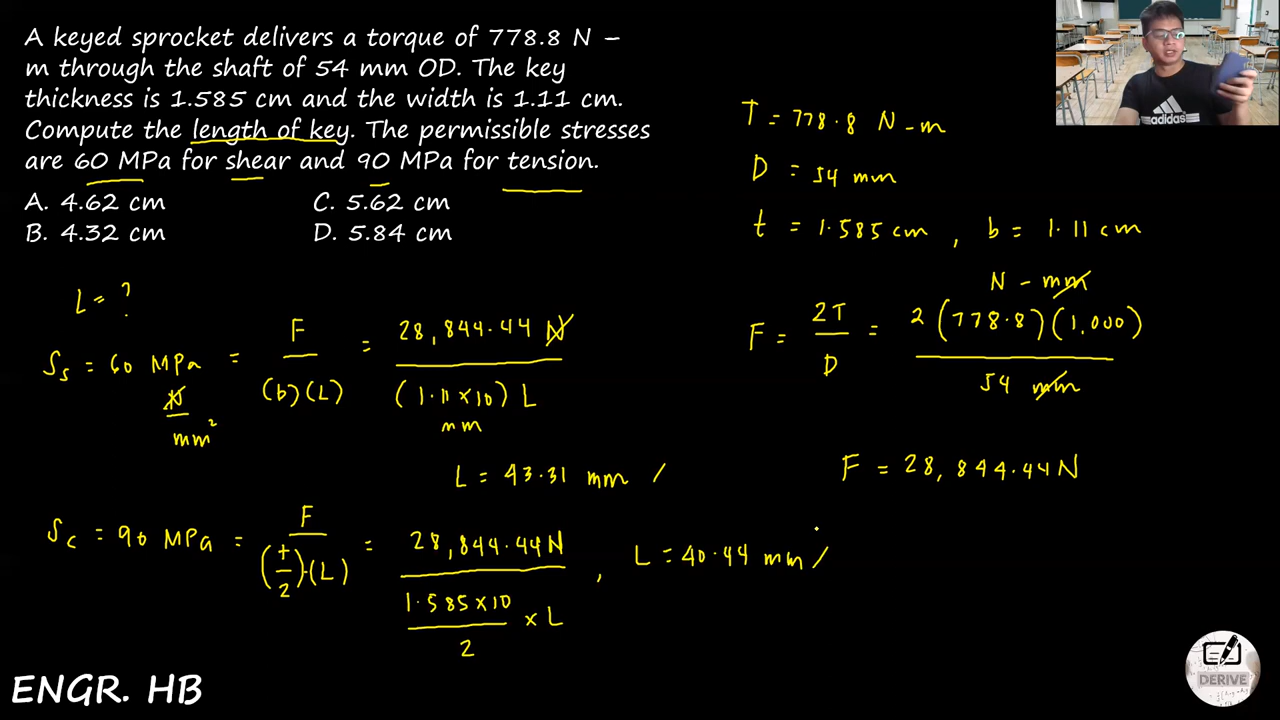 A keyed sprocket delivers a torque of 778.8 N –
m through the shaft of 54 mm OD. The key
thickness is 1.585 cm and the width is 1.11 cm.
Compute the length of key. The permissible stresses
are 60 MPa for shear and 90 MPa for tension.
A. 4.62 cm C. 5.62 cm
B. 4.32 cm D. 5.84 cm
adidas
T = 778.8 N-m
D = 54 mm
t = 1.585 cm , b = 1.11 cm
N - mm
F = 2T / D = 2 (778.8) (1,000) / 54 mm
F = 28,844.44 N
L = ?
Ss = 60 MPa = F / (b)(L) = 28,844.44 N / (1.11×10) L
N / mm²
mm
L = 43.31 mm /
Sc = 90 MPa = F / (t/2)·(L) = 28,844.44N / 1.585×10 / 2 × L , L = 40.44 mm /
ENGR. HB
DERIVE